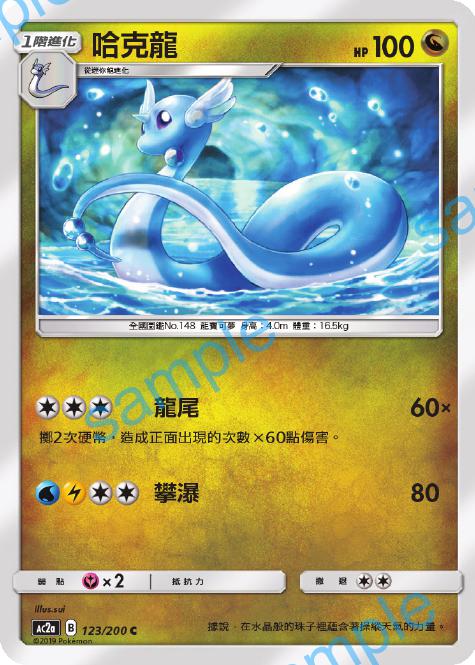 1階進化
哈克龍
HP 100
從迷你龍進化
全國圖鑑No.148 龍寶可夢 身高：4.0m 體重：16.5kg
龍尾 60×
擲2次硬幣，造成正面出現的次數×60點傷害。
攀瀑 80
弱點 ×2 抵抗力 撤退
illus.sui
AC2a B 123/200 C
據說，在水晶般的珠子裡蘊含著操縱天氣的力量。
©2019 Pokémon
sample
sample
sample
sample
sample